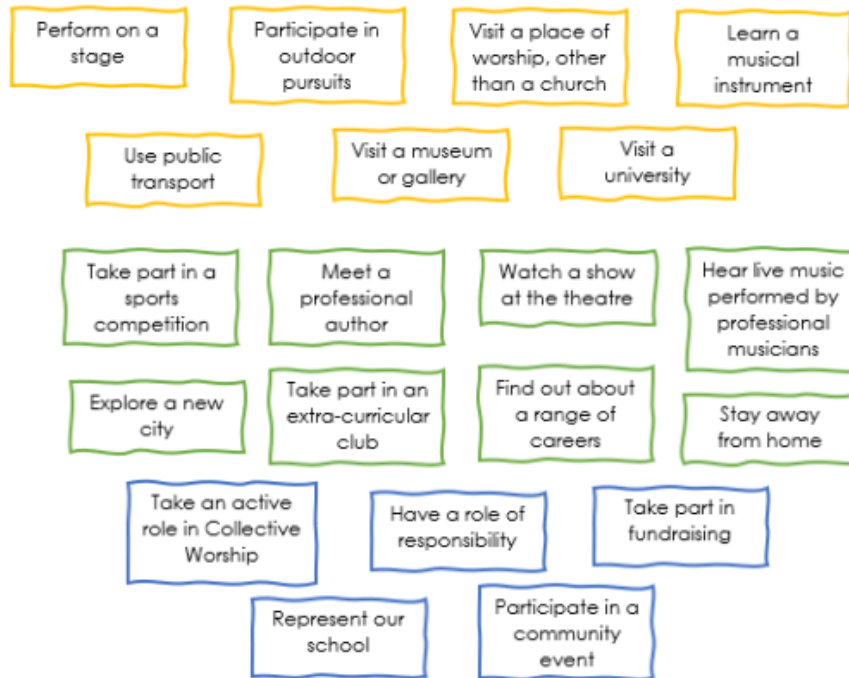 Perform on a
stage
Participate in
outdoor
pursuits
Visit a place of
worship, other
than a church
Learn a
musical
instrument
Use public
transport
Visit a museum
or gallery
Visit a
university
Take part in a
sports
competition
Meet a
professional
author
Watch a show
at the theatre
Hear live music
performed by
professional
musicians
Explore a new
city
Take part in an
extra-curricular
club
Find out about
a range of
careers
Stay away
from home
Take an active
role in Collective
Worship
Have a role of
responsibility
Take part in
fundraising
Represent our
school
Participate in a
community
event